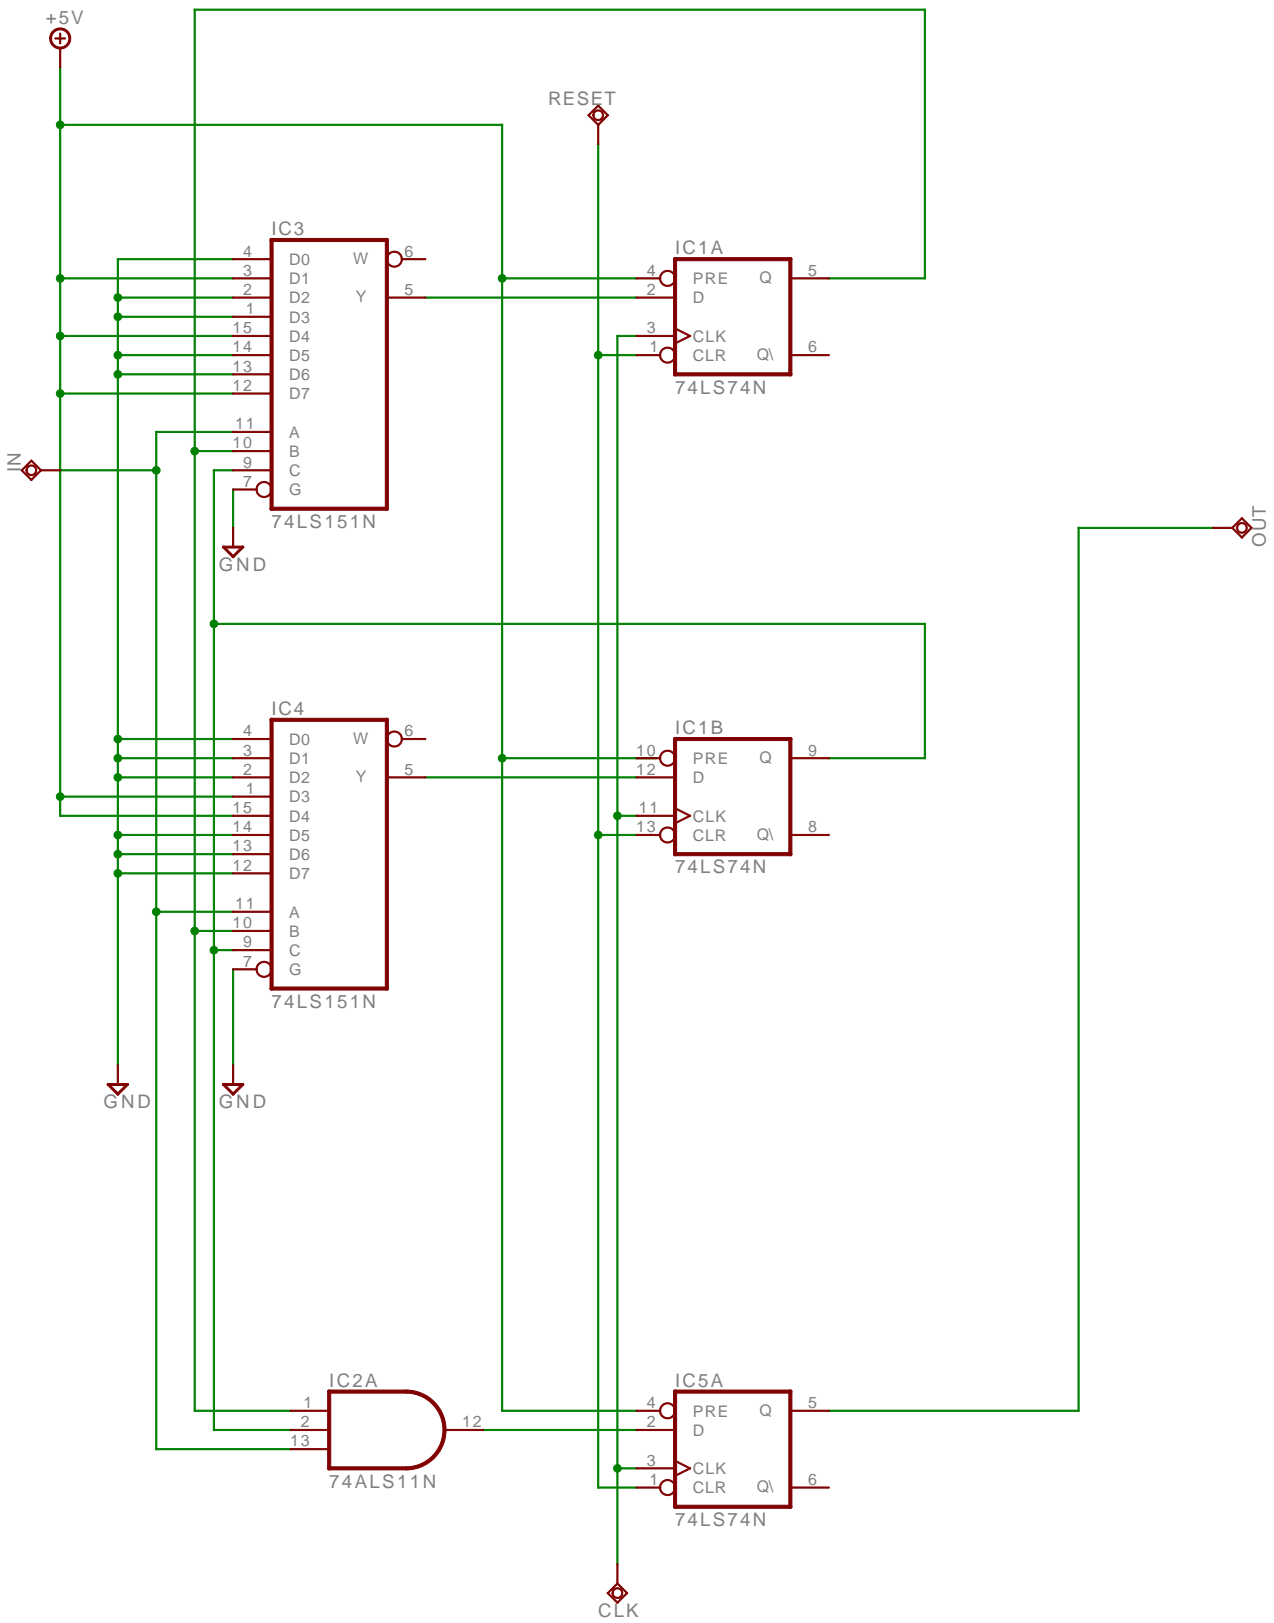 +5V
RESET
IC3
4 D0 W 6
3 D1
2 D2 Y 5
1 D3
15 D4
14 D5
13 D6
12 D7
11 A
10 B
9 C
7 G
74LS151N
GND
IC1A
4 PRE Q 5
2 D
3 CLK
1 CLR Q\ 6
74LS74N
IN
OUT
IC4
4 D0 W 6
3 D1
2 D2 Y 5
1 D3
15 D4
14 D5
13 D6
12 D7
11 A
10 B
9 C
7 G
74LS151N
IC1B
10 PRE Q 9
12 D
11 CLK
13 CLR Q\ 8
74LS74N
GND GND
IC2A
1
2 12
13
74ALS11N
IC5A
4 PRE Q 5
2 D
3 CLK
1 CLR Q\ 6
74LS74N
CLK